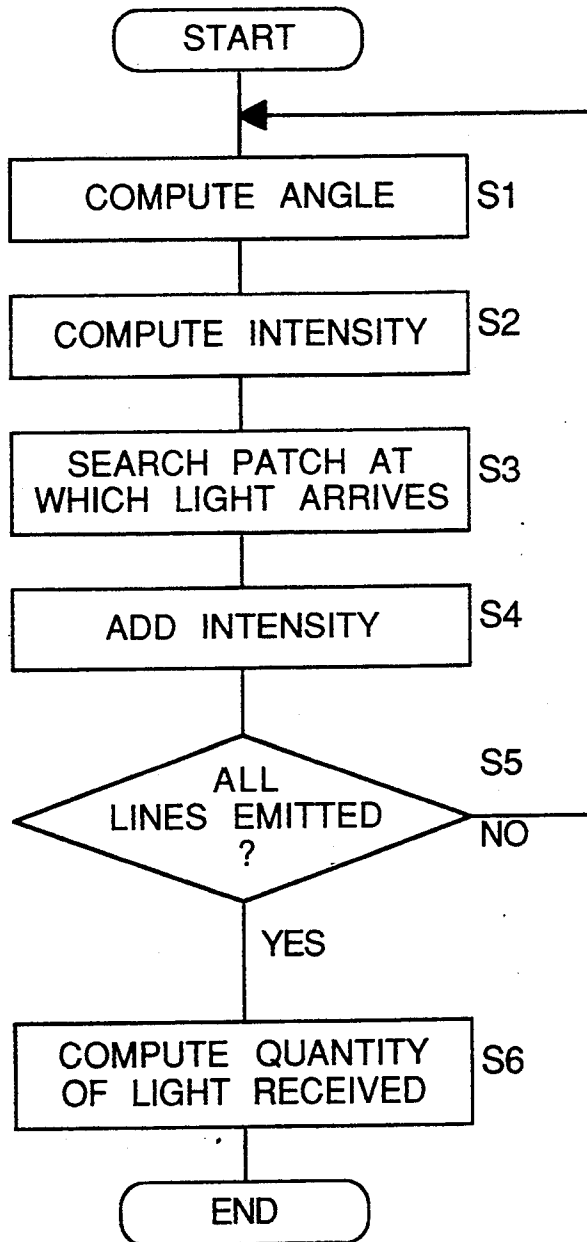 START
COMPUTE ANGLE
S1
COMPUTE INTENSITY
S2
SEARCH PATCH AT
WHICH LIGHT ARRIVES
S3
ADD INTENSITY
S4
ALL
LINES EMITTED
?
S5
NO
YES
COMPUTE QUANTITY
OF LIGHT RECEIVED
S6
END